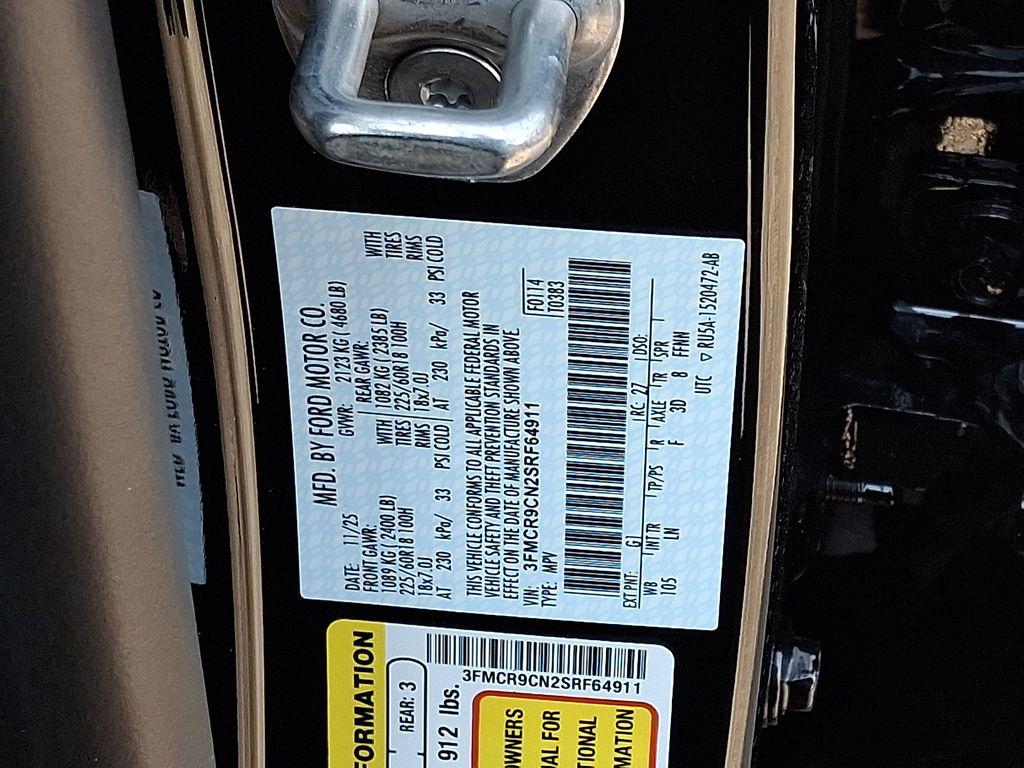 MFD. BY FORD MOTOR CO.
DATE: 11/25 GVWR: 2123 KG ( 4680 LB)
FRONT GAWR: REAR GAWR:
1089 KG ( 2400 LB) WITH 1082 KG ( 2385 LB) WITH
225/60R18 100H TIRES 225/60R18 100H TIRES
18x7.0J RIMS 18x7.0J RIMS
AT 230 kPa/ 33 PSI COLD AT 230 kPa/ 33 PSI COLD
THIS VEHICLE CONFORMS TO ALL APPLICABLE FEDERAL MOTOR
VEHICLE SAFETY AND THEFT PREVENTION STANDARDS IN
EFFECT ON THE DATE OF MANUFACTURE SHOWN ABOVE.
VIN: 3FMCR9CN2SRF64911
TYPE: MPV
F0114
T0383
EXT PNT: G1 RC: 27 DSO:
WB INT TR TP/PS R AXLE TR SPR
105 LN F 3D 8 FFNN
UTC ▽ RU5A-1520472-AB
FORMATION
REAR: 3
912 lbs.
3FMCR9CN2SRF64911
OWNERS
FOR
MATION